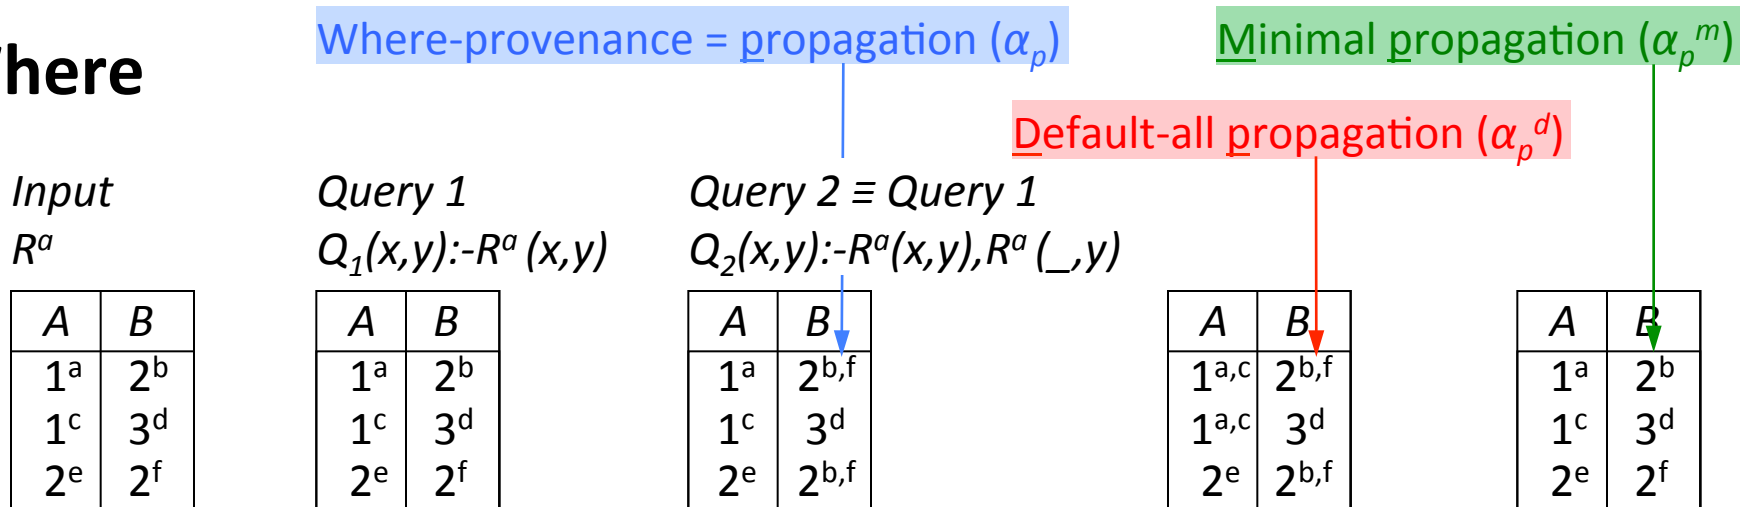 here
Where-provenance = propagation (αₚ)
Minimal propagation (αₚᵐ)
Default-all propagation (αₚᵈ)
Input Query 1 Query 2 ≡ Query 1
Rᵃ Q₁(x,y):-Rᵃ (x,y) Q₂(x,y):-Rᵃ(x,y),Rᵃ (_,y)
A B A B A B A B A B
1ᵃ 2ᵇ 1ᵃ 2ᵇ 1ᵃ 2ᵇ,ᶠ 1ᵃ,ᶜ 2ᵇ,ᶠ 1ᵃ 2ᵇ
1ᶜ 3ᵈ 1ᶜ 3ᵈ 1ᶜ 3ᵈ 1ᵃ,ᶜ 3ᵈ 1ᶜ 3ᵈ
2ᵉ 2ᶠ 2ᵉ 2ᶠ 2ᵉ 2ᵇ,ᶠ 2ᵉ 2ᵇ,ᶠ 2ᵉ 2ᶠ